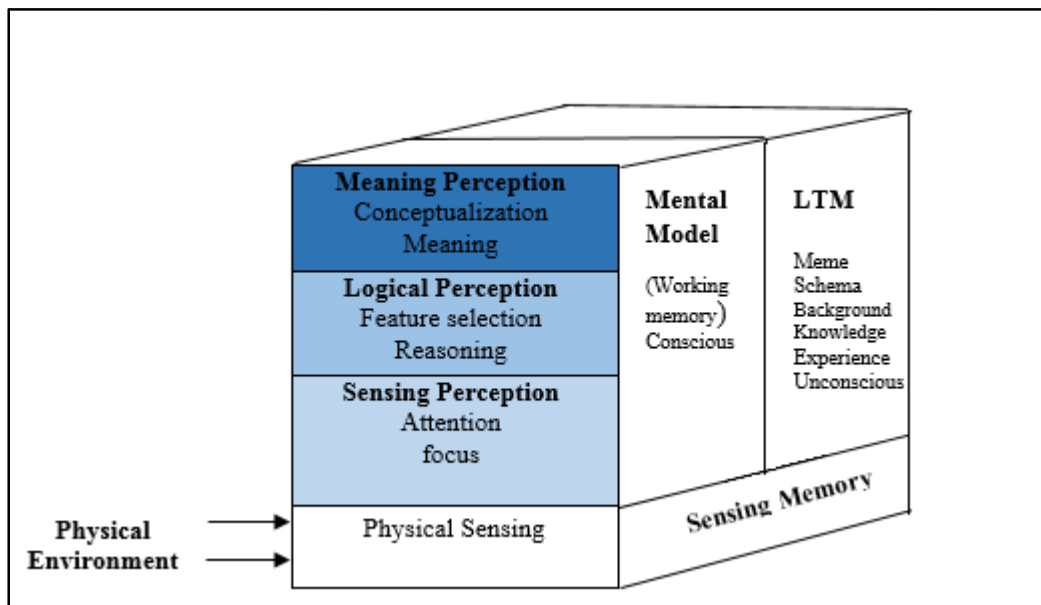 Meaning Perception
Conceptualization
Meaning
Logical Perception
Feature selection
Reasoning
Sensing Perception
Attention
focus
Physical Sensing
Physical
Environment
Mental
Model
(Working
memory)
Conscious
LTM
Meme
Schema
Background
Knowledge
Experience
Unconscious
Sensing Memory